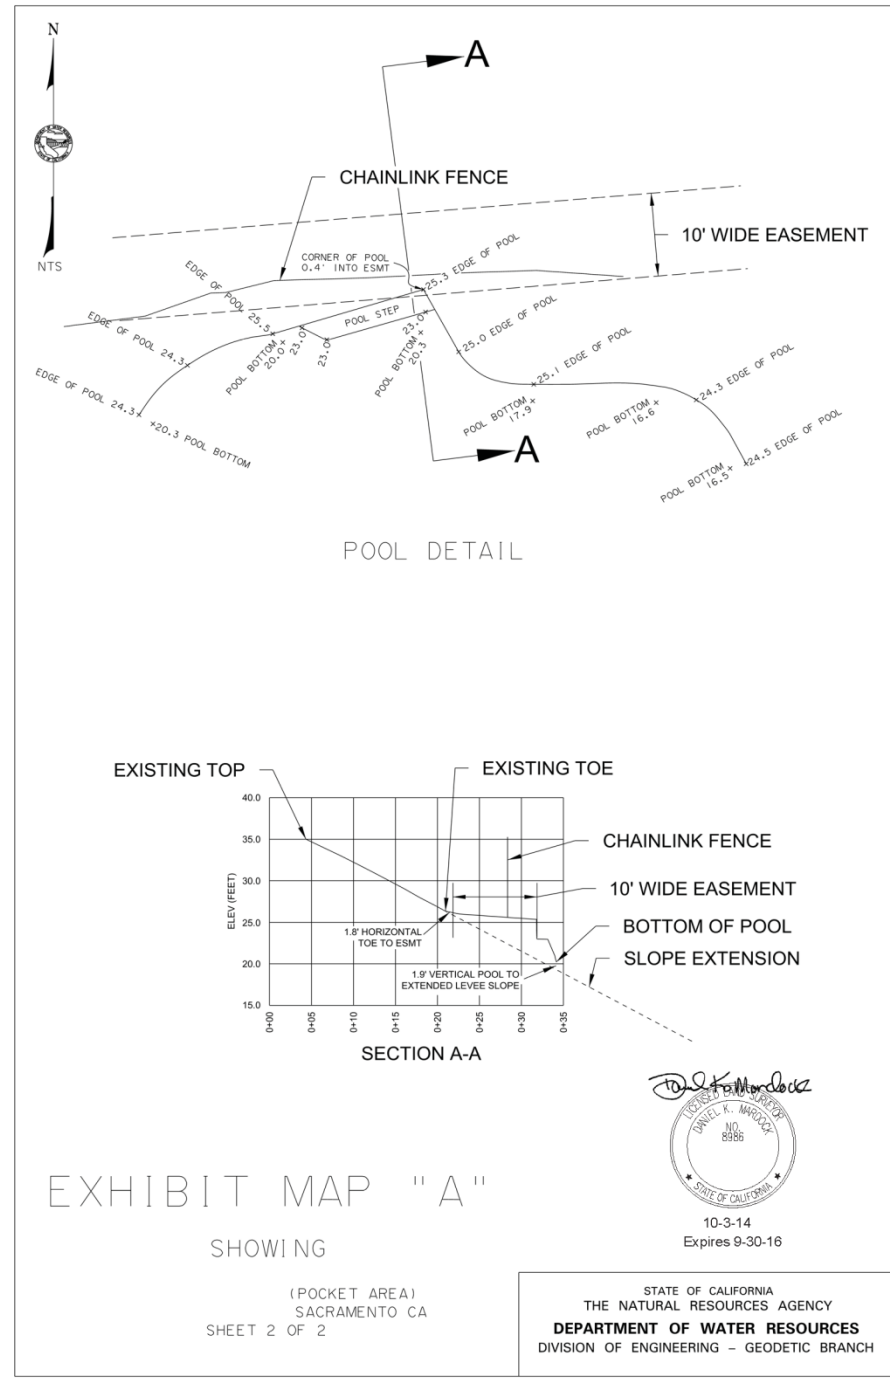 N
NTS
A
CHAINLINK FENCE
10' WIDE EASEMENT
CORNER OF POOL
0.4' INTO ESMT
25.3 EDGE OF POOL
EDGE OF POOL 25.5
POOL STEP
EDGE OF POOL 24.3
POOL BOTTOM
20.0
23.0
23.0
23.0
POOL BOTTOM
20.3
25.0 EDGE OF POOL
25.1 EDGE OF POOL
EDGE OF POOL 24.3
20.3 POOL BOTTOM
POOL BOTTOM
17.9
POOL BOTTOM
16.6
24.3 EDGE OF POOL
A
POOL BOTTOM
16.5
24.5 EDGE OF POOL
POOL DETAIL
EXISTING TOP
EXISTING TOE
40.0
35.0
30.0
25.0
20.0
15.0
ELEV (FEET)
CHAINLINK FENCE
10' WIDE EASEMENT
BOTTOM OF POOL
SLOPE EXTENSION
1.8' HORIZONTAL
TOE TO ESMT
1.9' VERTICAL POOL TO
EXTENDED LEVEE SLOPE
0+00
0+05
0+10
0+15
0+20
0+25
0+30
0+35
SECTION A-A
LICENSED LAND SURVEYOR
DANIEL K. MARDOCK
NO.
8986
STATE OF CALIFORNIA
10-3-14
Expires 9-30-16
EXHIBIT MAP "A"
SHOWING
(POCKET AREA)
SACRAMENTO CA
SHEET 2 OF 2
STATE OF CALIFORNIA
THE NATURAL RESOURCES AGENCY
DEPARTMENT OF WATER RESOURCES
DIVISION OF ENGINEERING – GEODETIC BRANCH